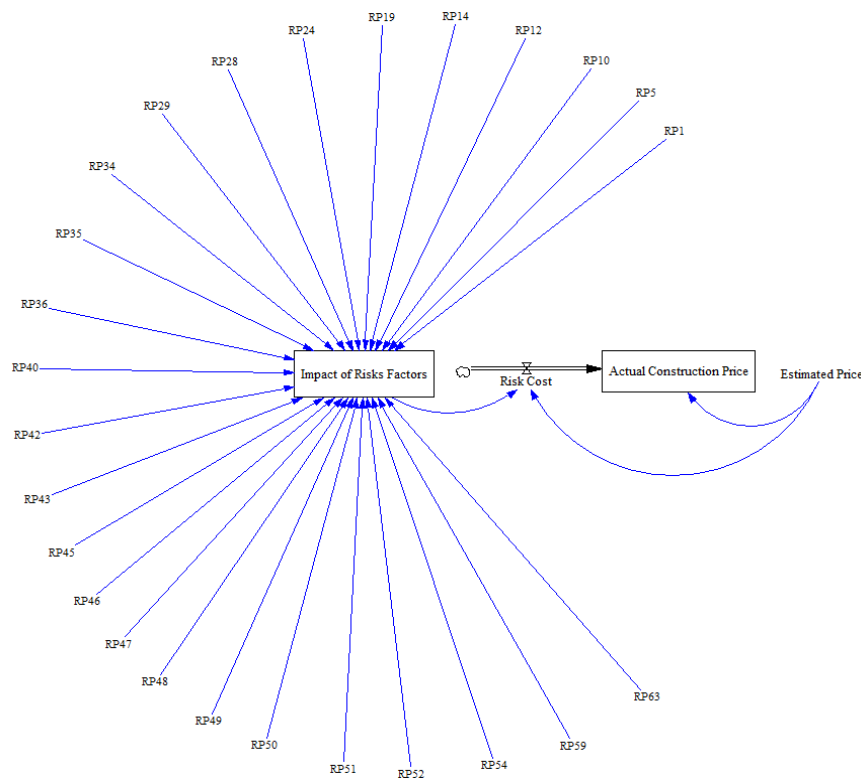 RP19
RP14
RP24
RP12
RP28
RP10
RP5
RP29
RP1
RP34
RP35
RP36
RP40
Impact of Risks Factors
Risk Cost
Actual Construction Price
Estimated Price
RP42
RP43
RP45
RP46
RP47
RP48
RP49
RP50
RP51
RP52
RP54
RP59
RP63